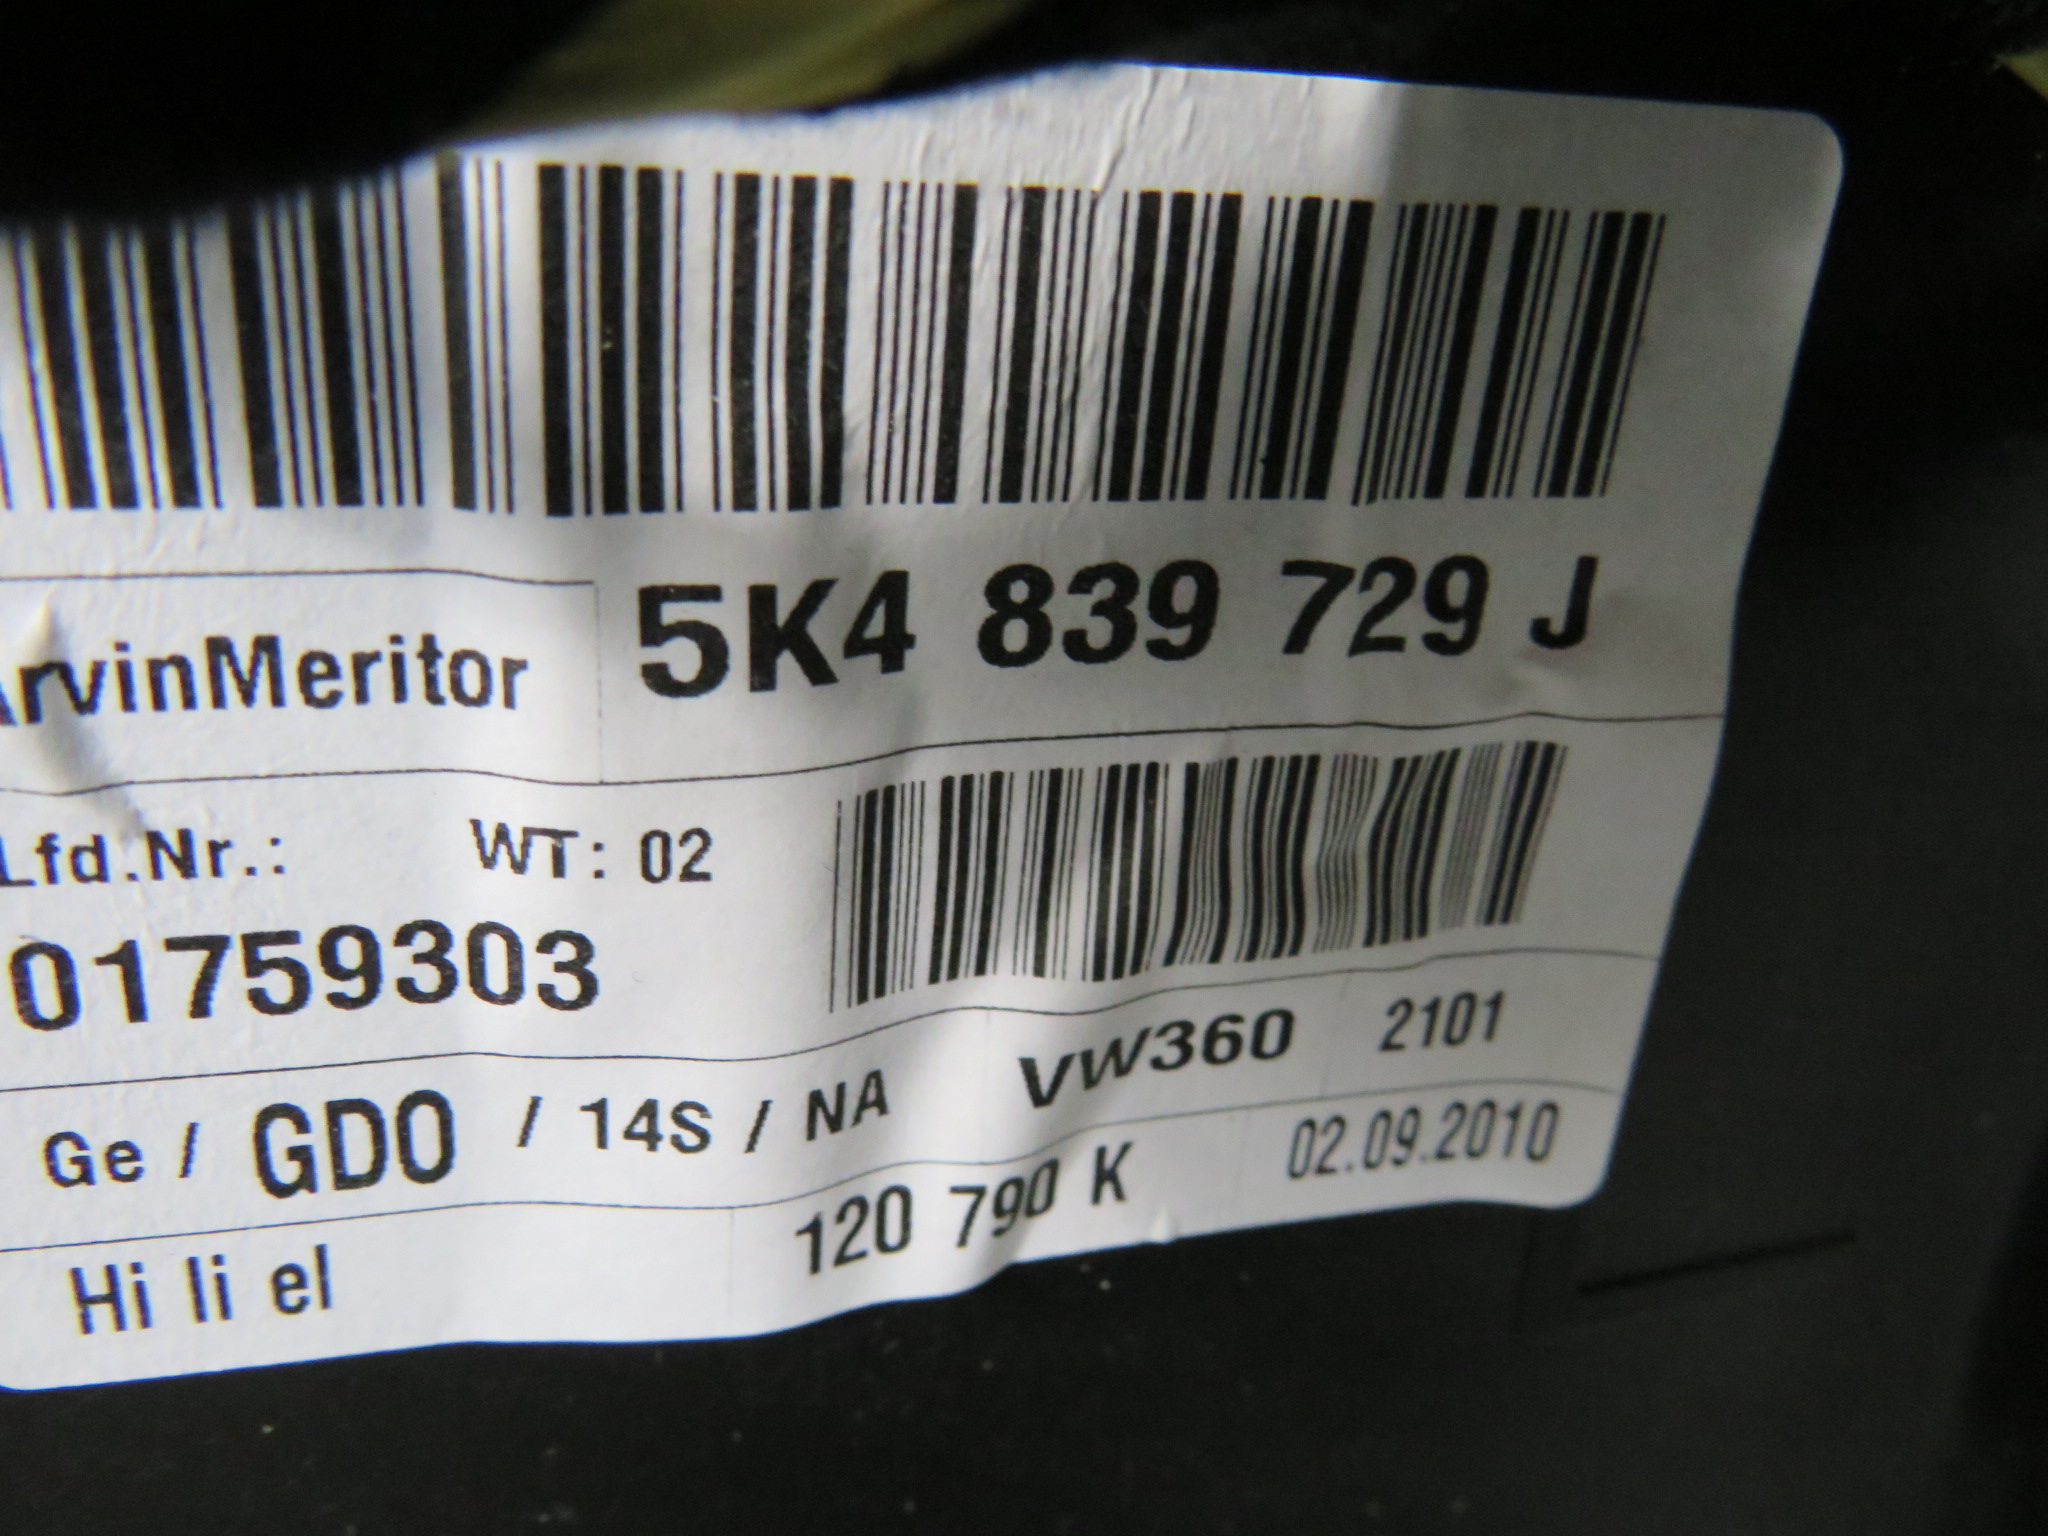 ArvinMeritor 5K4 839 729 J
Lfd.Nr.: WT: 02
01759303
Ge / GDO / 14S / NA VW360 2101
Hi li el 120 790 K 02.09.2010